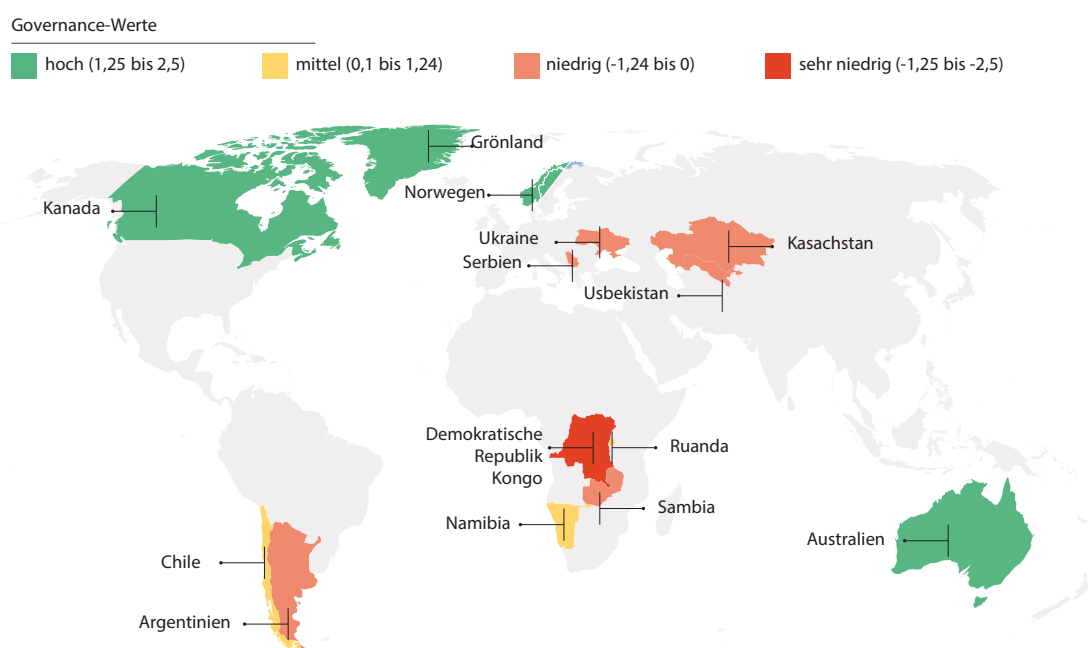 Governance-Werte
hoch (1,25 bis 2,5)
mittel (0,1 bis 1,24)
niedrig (-1,24 bis 0)
sehr niedrig (-1,25 bis -2,5)
Grönland
Norwegen
Kanada
Ukraine
Kasachstan
Serbien
Usbekistan
Demokratische
Republik
Kongo
Ruanda
Sambia
Namibia
Australien
Chile
Argentinien